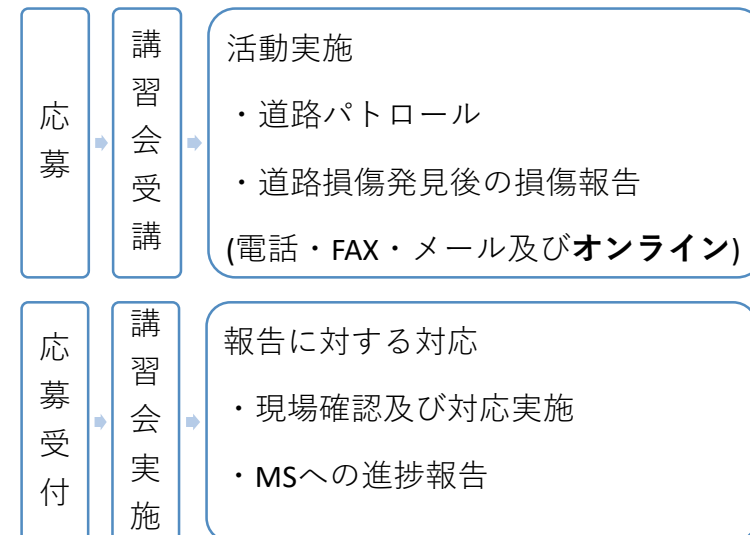 応募
講習会受講
活動実施
・道路パトロール
・道路損傷発見後の損傷報告
(電話・FAX・メール及びオンライン)
応募受付
講習会実施
報告に対する対応
・現場確認及び対応実施
・MSへの進捗報告